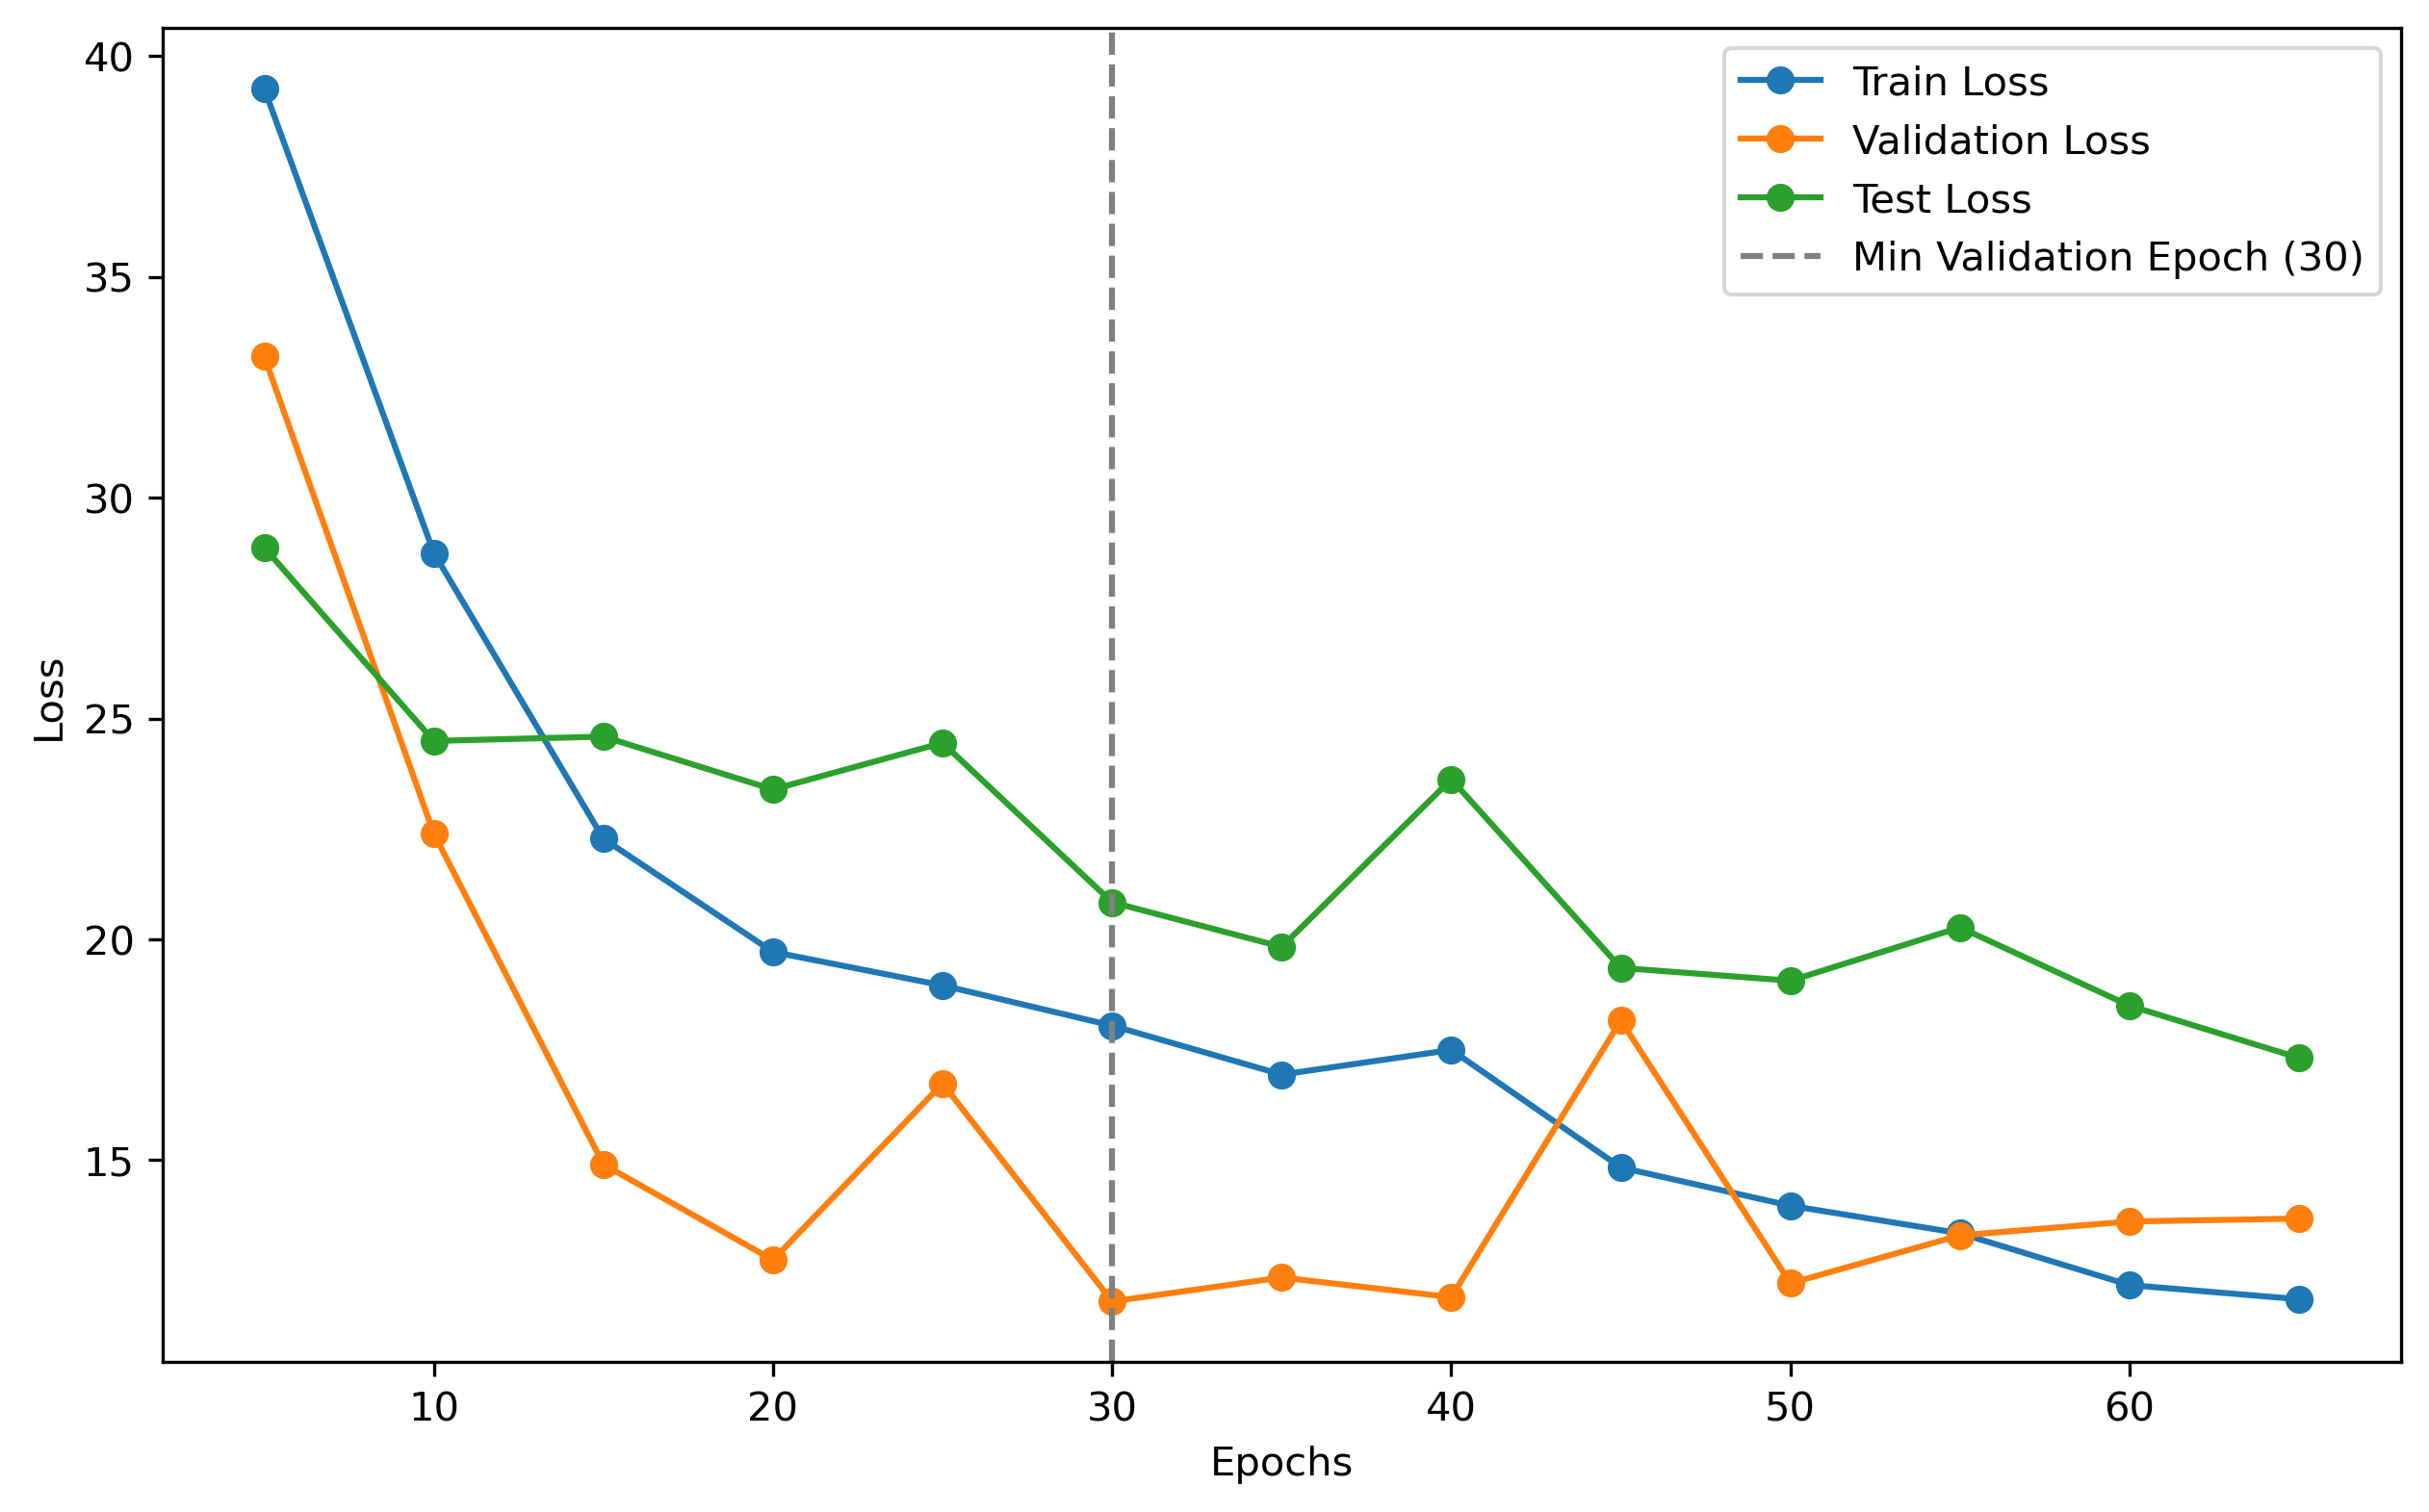 40
35
30
25
20
15
Loss
10 20 30 40 50 60
Epochs
Train Loss
Validation Loss
Test Loss
Min Validation Epoch (30)